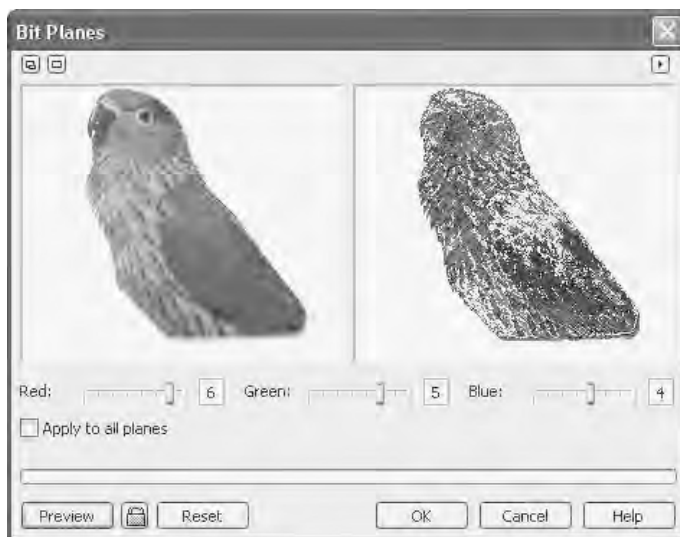 Bit Planes
Red: 6 Green: 5 Blue: 4
Apply to all planes
Preview Reset OK Cancel Help